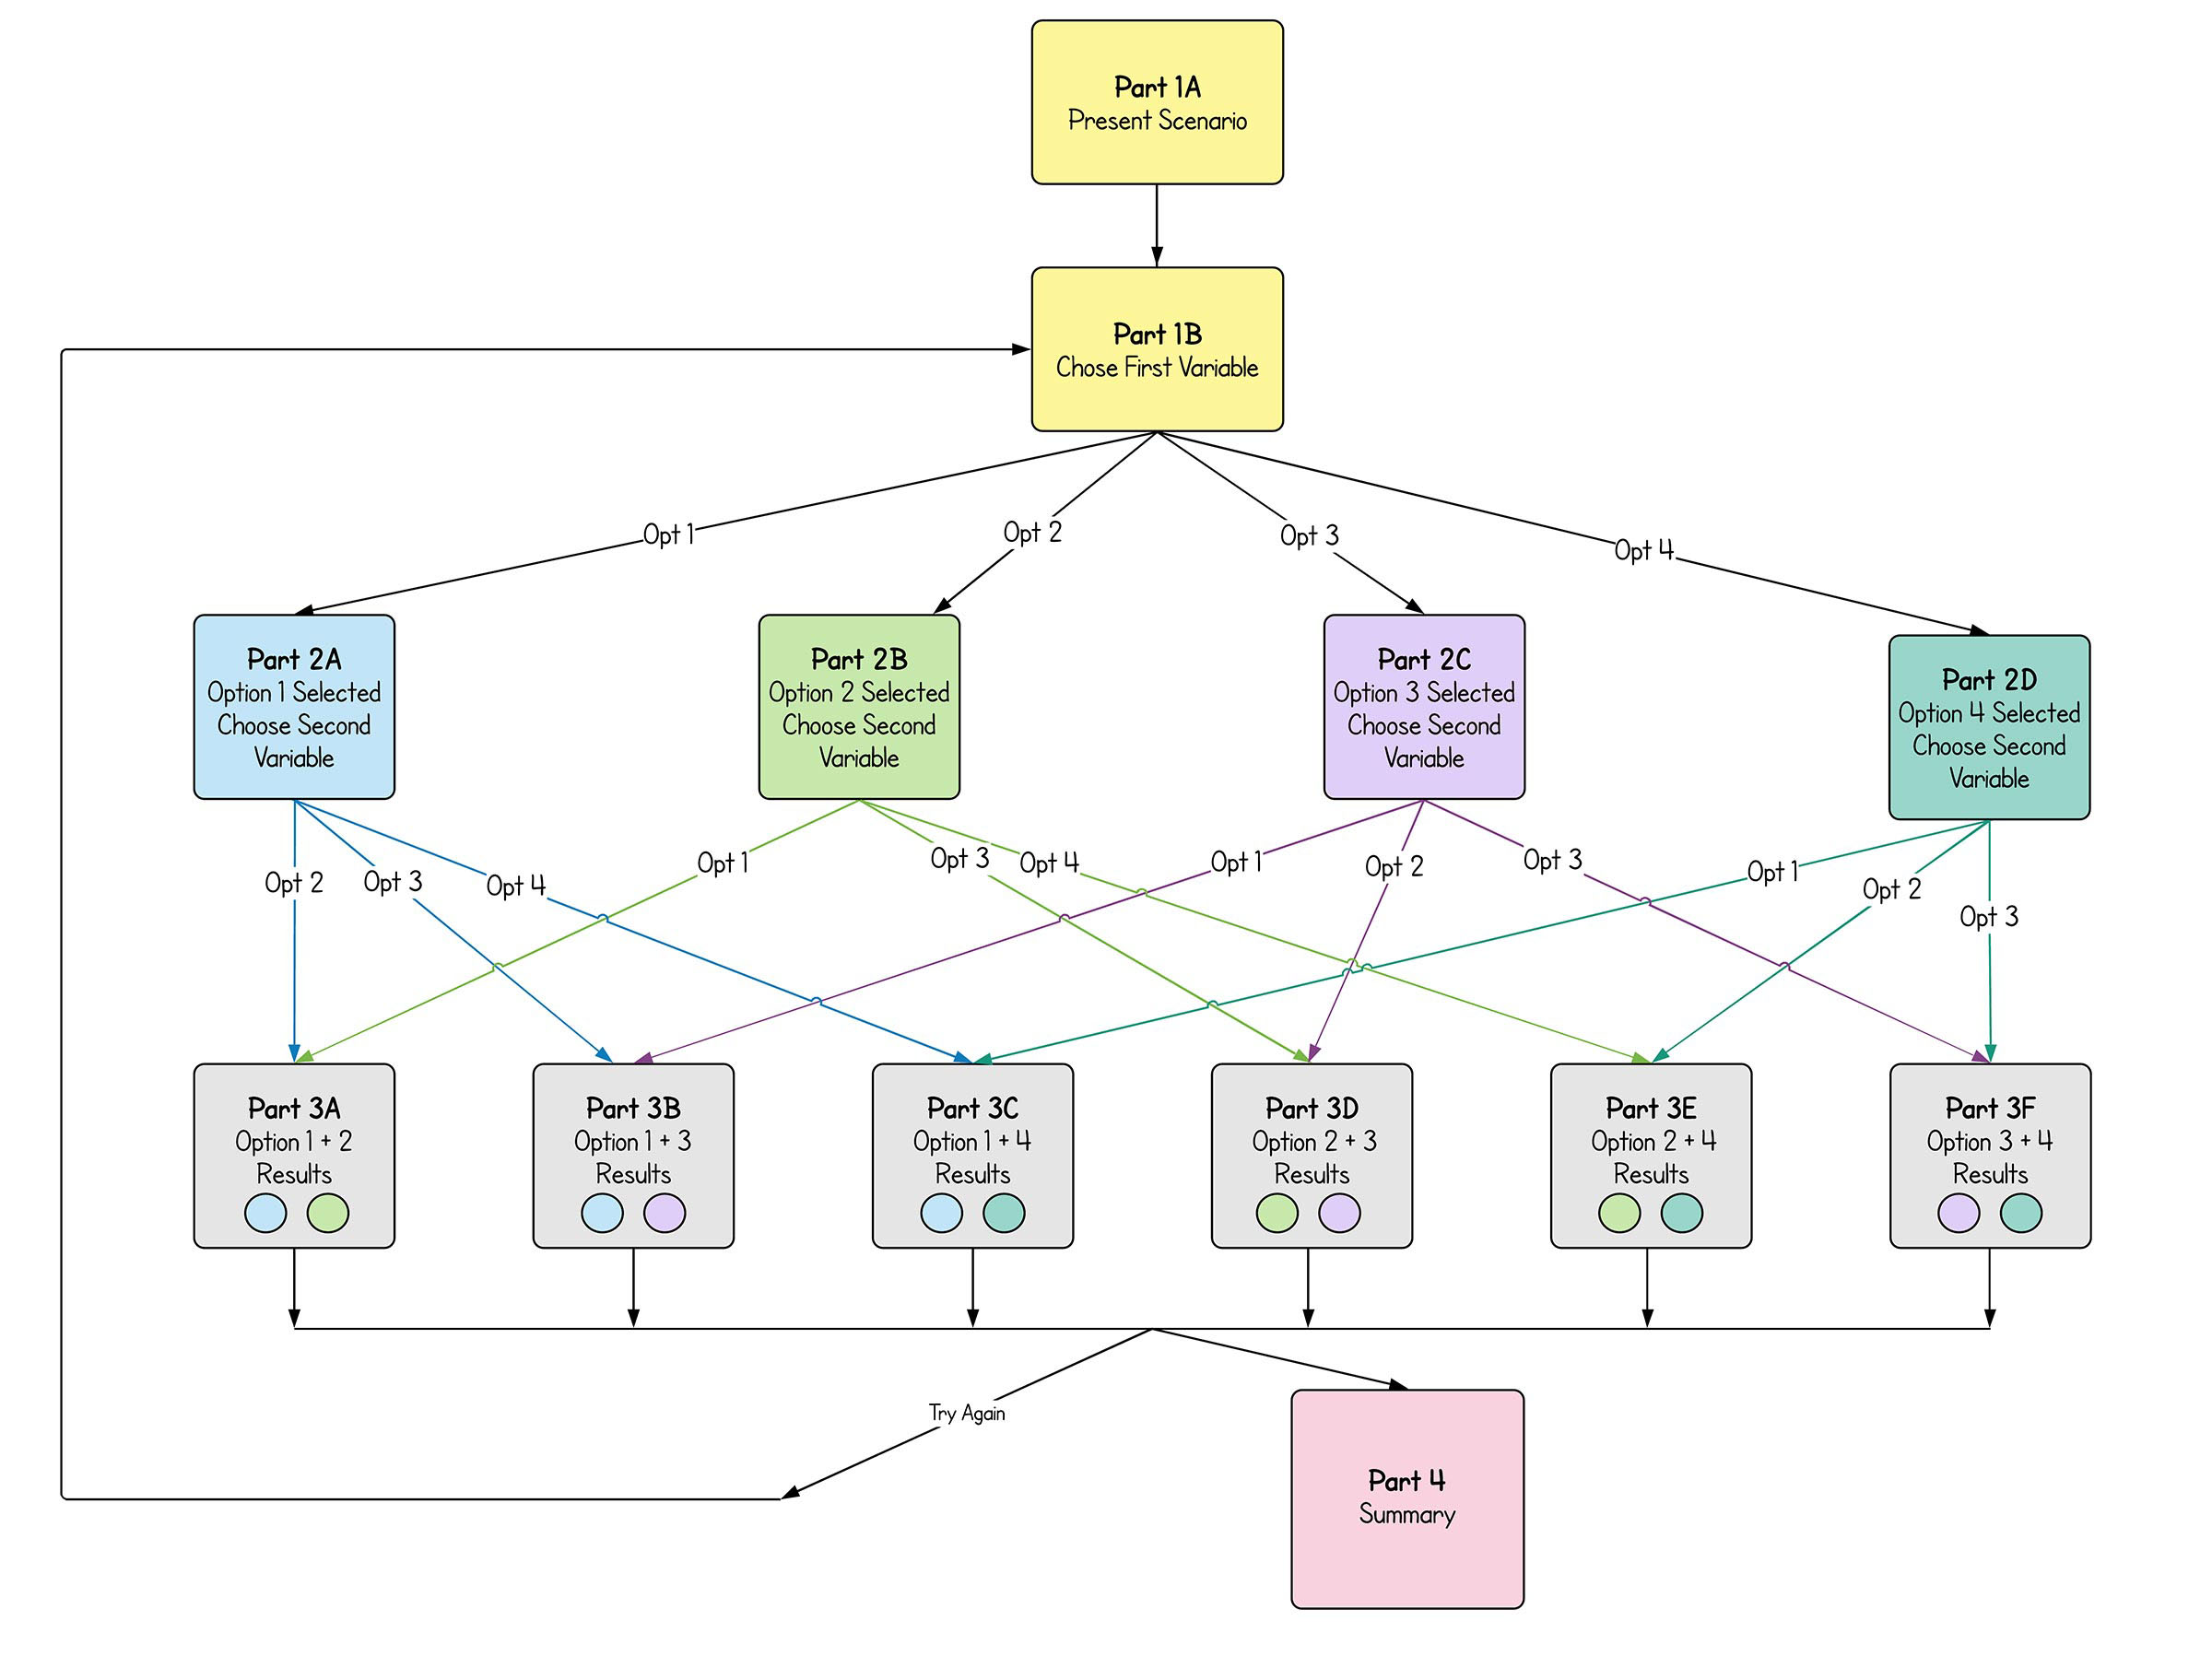 Part 1A
Present Scenario
Part 1B
Chose First Variable
Opt 1
Opt 2
Opt 3
Opt 4
Part 2A
Option 1 Selected
Choose Second
Variable
Part 2B
Option 2 Selected
Choose Second
Variable
Part 2C
Option 3 Selected
Choose Second
Variable
Part 2D
Option 4 Selected
Choose Second
Variable
Opt 2
Opt 3
Opt 4
Opt 1
Opt 3
Opt 4
Opt 1
Opt 2
Opt 3
Opt 1
Opt 2
Opt 3
Part 3A
Option 1 + 2
Results
Part 3B
Option 1 + 3
Results
Part 3C
Option 1 + 4
Results
Part 3D
Option 2 + 3
Results
Part 3E
Option 2 + 4
Results
Part 3F
Option 3 + 4
Results
Try Again
Part 4
Summary